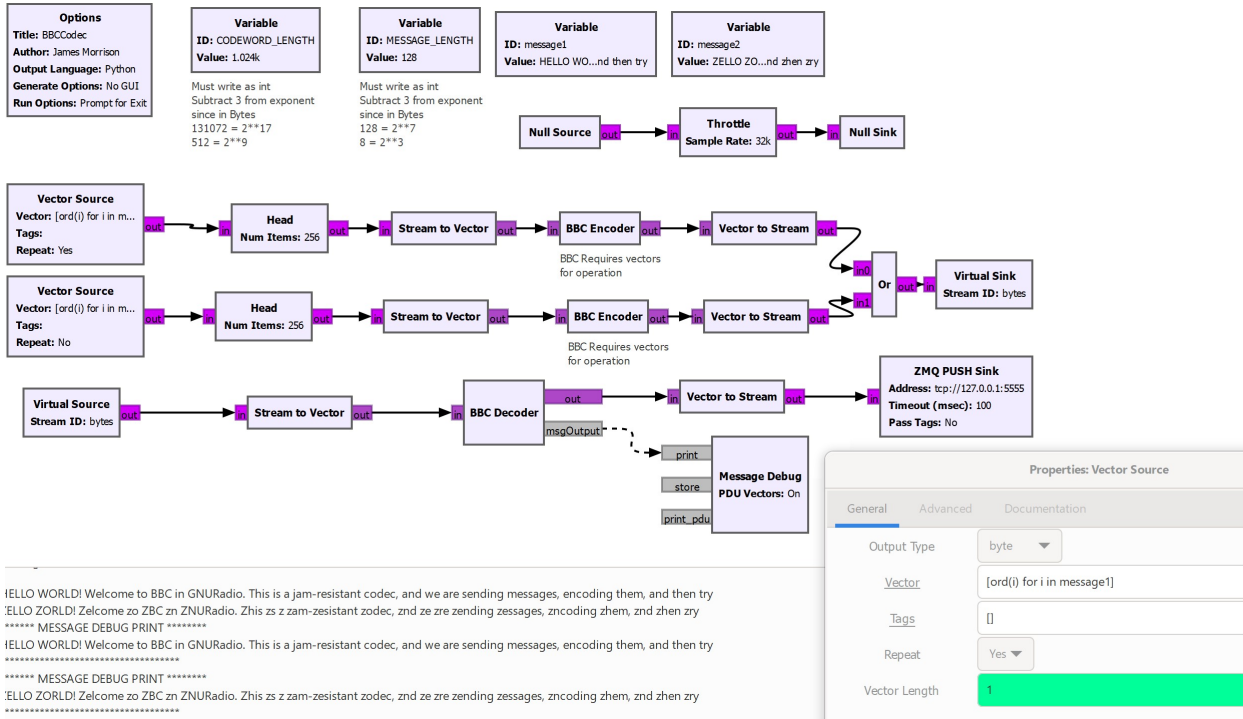 Options
Title: BBCCodec
Author: James Morrison
Output Language: Python
Generate Options: No GUI
Run Options: Prompt for Exit
Variable
ID: CODEWORD_LENGTH
Value: 1.024k
Must write as int
Subtract 3 from exponent
since in Bytes
131072 = 2**17
512 = 2**9
Variable
ID: MESSAGE_LENGTH
Value: 128
Must write as int
Subtract 3 from exponent
since in Bytes
128 = 2**7
8 = 2**3
Variable
ID: message1
Value: HELLO WO...nd then try
Variable
ID: message2
Value: ZELLO ZO...nd zhen zry
Null Source
out
in
Throttle
Sample Rate: 32k
out
in
Null Sink
Vector Source
Vector: [ord(i) for i in m...
Tags:
Repeat: Yes
out
in
Head
Num Items: 256
out
in
Stream to Vector
out
in
BBC Encoder
out
BBC Requires vectors
for operation
in
Vector to Stream
out
Vector Source
Vector: [ord(i) for i in m...
Tags:
Repeat: No
out
in
Head
Num Items: 256
out
in
Stream to Vector
out
in
BBC Encoder
out
BBC Requires vectors
for operation
in
Vector to Stream
out
in0
in1
Or
out
in
Virtual Sink
Stream ID: bytes
Virtual Source
Stream ID: bytes
out
in
Stream to Vector
out
in
BBC Decoder
out
msgOutput
in
Vector to Stream
out
in
ZMQ PUSH Sink
Address: tcp://127.0.0.1:5555
Timeout (msec): 100
Pass Tags: No
print
store
print_pdu
Message Debug
PDU Vectors: On
HELLO WORLD! Welcome to BBC in GNURadio. This is a jam-resistant codec, and we are sending messages, encoding them, and then try
ZELLO ZORLD! Zelcome zo ZBC zn ZNURadio. Zhis zs z zam-zesistant zodec, znd ze zre zending zessages, zncoding zhem, znd zhen zry
****** MESSAGE DEBUG PRINT ********
HELLO WORLD! Welcome to BBC in GNURadio. This is a jam-resistant codec, and we are sending messages, encoding them, and then try
**********************************
****** MESSAGE DEBUG PRINT ********
ZELLO ZORLD! Zelcome zo ZBC zn ZNURadio. Zhis zs z zam-zesistant zodec, znd ze zre zending zessages, zncoding zhem, znd zhen zry
**********************************
Properties: Vector Source
General
Advanced
Documentation
Output Type
byte
Vector
[ord(i) for i in message1]
Tags
[]
Repeat
Yes
Vector Length
1